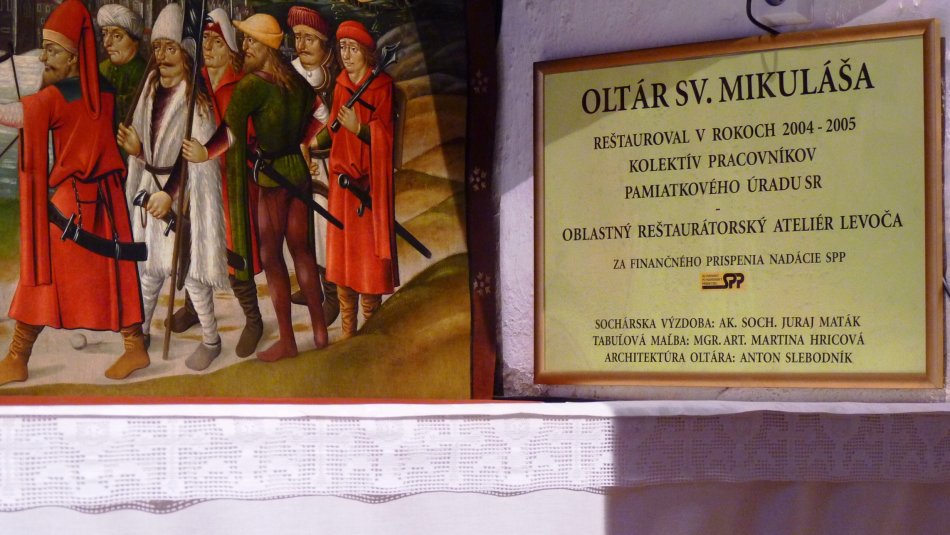 OLTÁR SV. MIKULÁŠA
REŠTAUROVAL V ROKOCH 2004 - 2005
KOLEKTÍV PRACOVNÍKOV
PAMIATKOVÉHO ÚRADU SR
-
OBLASTNÝ REŠTAURÁTORSKÝ ATELIÉR LEVOČA
ZA FINANČNÉHO PRISPENIA NADÁCIE SPP
SPP
SOCHÁRSKA VÝZDOBA: AK. SOCH. JURAJ MATÁK
TABUĽOVÁ MAĽBA: MGR. ART. MARTINA HRICOVÁ
ARCHITEKTÚRA OLTÁRA: ANTON SLEBODNÍK